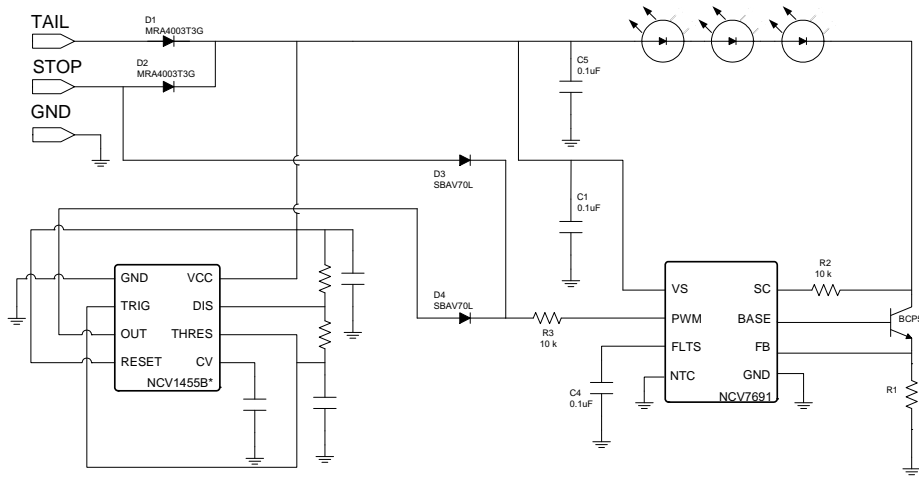 TAIL
D1
MRA4003T3G
STOP
D2
MRA4003T3G
GND
C5
0.1uF
D3
SBAV70L
C1
0.1uF
GND
VCC
TRIG
DIS
OUT
THRES
RESET
CV
NCV1455B*
D4
SBAV70L
R3
10 k
VS
SC
PWM
BASE
FLTS
FB
NTC
GND
NCV7691
R2
10 k
C4
0.1uF
R1